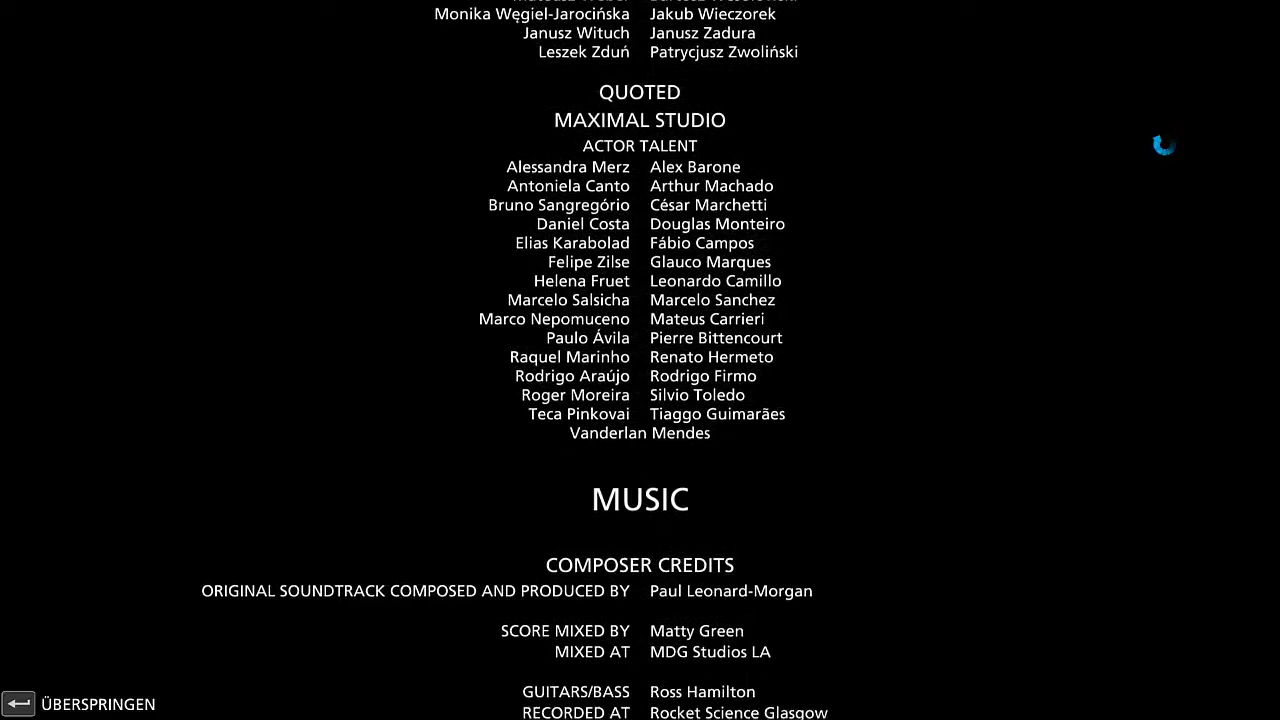 Monika Węgiel-Jarocińska Jakub Wieczorek
Janusz Wituch Janusz Zadura
Leszek Zduń Patrycjusz Zwoliński
QUOTED
MAXIMAL STUDIO
ACTOR TALENT
Alessandra Merz Alex Barone
Antoniela Canto Arthur Machado
Bruno Sangregório César Marchetti
Daniel Costa Douglas Monteiro
Elias Karabolad Fábio Campos
Felipe Zilse Glauco Marques
Helena Fruet Leonardo Camillo
Marcelo Salsicha Marcelo Sanchez
Marco Nepomuceno Mateus Carrieri
Paulo Ávila Pierre Bittencourt
Raquel Marinho Renato Hermeto
Rodrigo Araújo Rodrigo Firmo
Roger Moreira Silvio Toledo
Teca Pinkovai Tiaggo Guimarães
Vanderlan Mendes
MUSIC
COMPOSER CREDITS
ORIGINAL SOUNDTRACK COMPOSED AND PRODUCED BY Paul Leonard-Morgan
SCORE MIXED BY Matty Green
MIXED AT MDG Studios LA
GUITARS/BASS Ross Hamilton
RECORDED AT Rocket Science Glasgow
ÜBERSPRINGEN